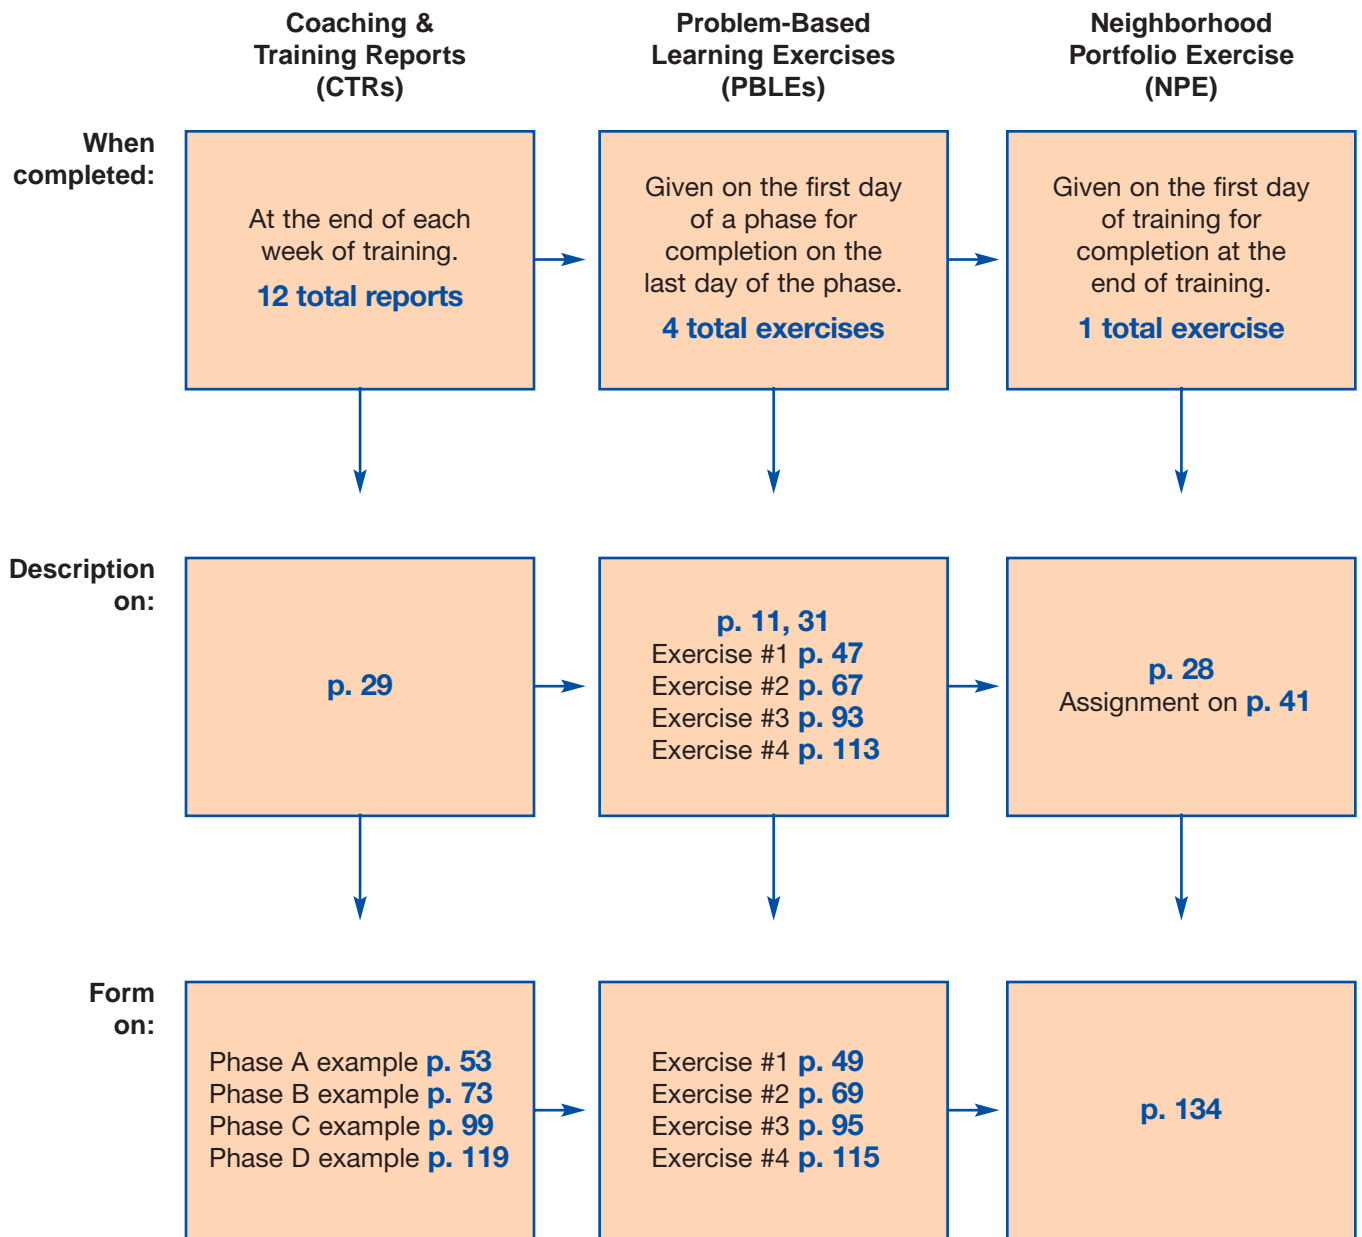 Coaching &
Training Reports
(CTRs)
Problem-Based
Learning Exercises
(PBLEs)
Neighborhood
Portfolio Exercise
(NPE)
When
completed:
At the end of each
week of training.
12 total reports
Given on the first day
of a phase for
completion on the
last day of the phase.
4 total exercises
Given on the first day
of training for
completion at the
end of training.
1 total exercise
Description
on:
p. 29
p. 11, 31
Exercise #1 p. 47
Exercise #2 p. 67
Exercise #3 p. 93
Exercise #4 p. 113
p. 28
Assignment on p. 41
Form
on:
Phase A example p. 53
Phase B example p. 73
Phase C example p. 99
Phase D example p. 119
Exercise #1 p. 49
Exercise #2 p. 69
Exercise #3 p. 95
Exercise #4 p. 115
p. 134